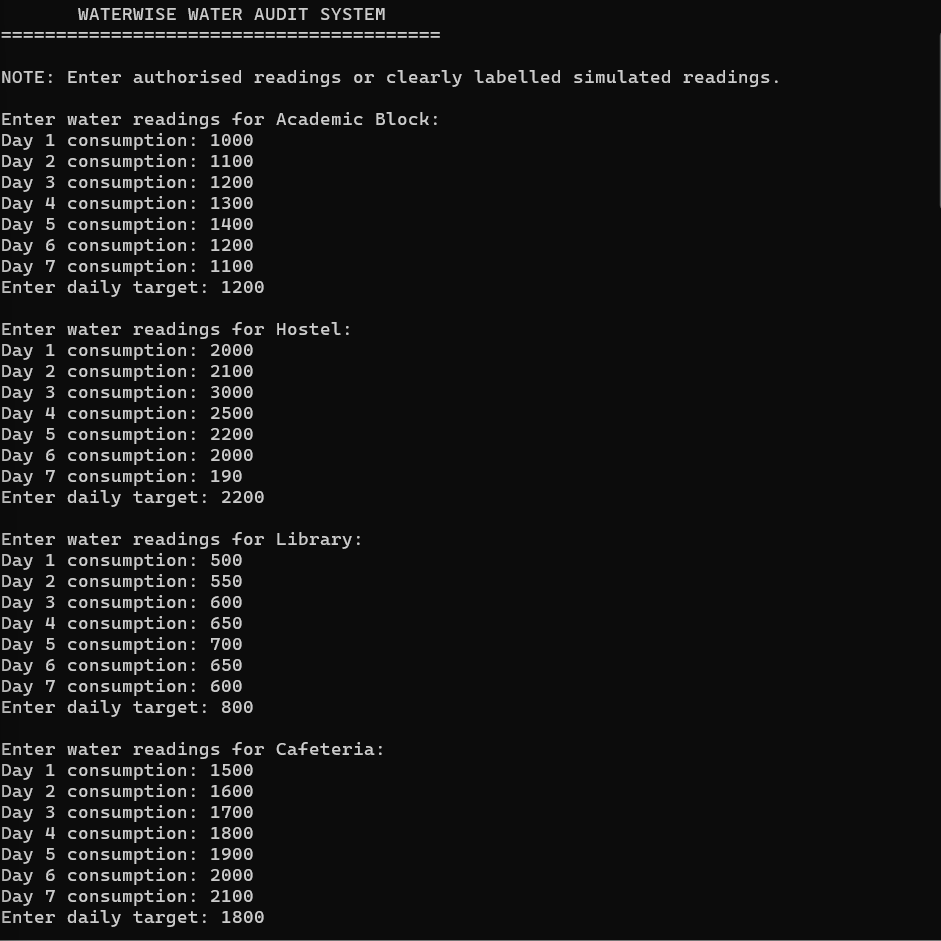 WATERWISE WATER AUDIT SYSTEM
========================================
NOTE: Enter authorised readings or clearly labelled simulated readings.
Enter water readings for Academic Block:
Day 1 consumption: 1000
Day 2 consumption: 1100
Day 3 consumption: 1200
Day 4 consumption: 1300
Day 5 consumption: 1400
Day 6 consumption: 1200
Day 7 consumption: 1100
Enter daily target: 1200
Enter water readings for Hostel:
Day 1 consumption: 2000
Day 2 consumption: 2100
Day 3 consumption: 3000
Day 4 consumption: 2500
Day 5 consumption: 2200
Day 6 consumption: 2000
Day 7 consumption: 190
Enter daily target: 2200
Enter water readings for Library:
Day 1 consumption: 500
Day 2 consumption: 550
Day 3 consumption: 600
Day 4 consumption: 650
Day 5 consumption: 700
Day 6 consumption: 650
Day 7 consumption: 600
Enter daily target: 800
Enter water readings for Cafeteria:
Day 1 consumption: 1500
Day 2 consumption: 1600
Day 3 consumption: 1700
Day 4 consumption: 1800
Day 5 consumption: 1900
Day 6 consumption: 2000
Day 7 consumption: 2100
Enter daily target: 1800